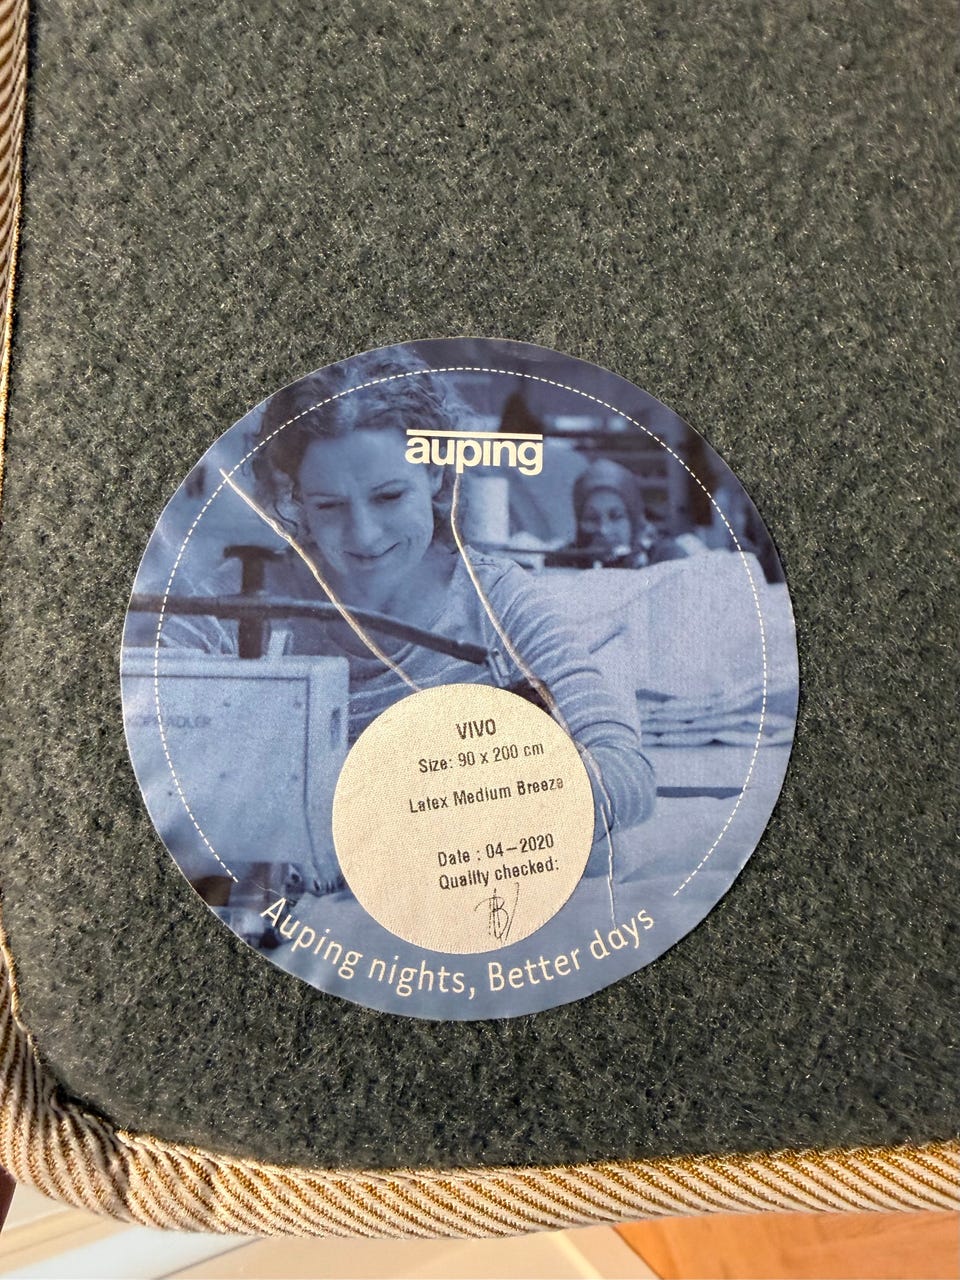 auping
VIVO
Size: 90 x 200 cm
Latex Medium Breeze
Date : 04-2020
Quality checked:
Auping nights, Better days